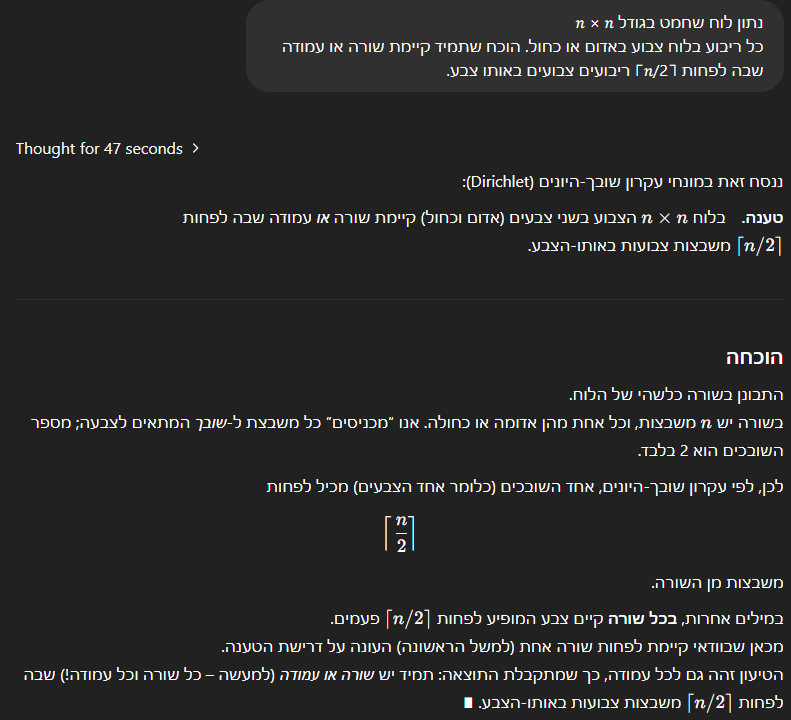 נתון לוח שחמט בגודל n × n
כל ריבוע בלוח צבוע באדום או כחול. הוכח שתמיד קיימת שורה או עמודה
שבה לפחות ⌈n/2⌉ ריבועים צבועים באותו צבע.
Thought for 47 seconds >
ננסח זאת במונחי עקרון שובך-היונים (Dirichlet):
טענה. בלוח n × n הצבוע בשני צבעים (אדום וכחול) קיימת שורה או עמודה שבה לפחות
⌈n/2⌉ משבצות צבועות באותו-הצבע.
הוכחה
התבונן בשורה כלשהי של הלוח.
בשורה יש n משבצות, וכל אחת מהן אדומה או כחולה. אנו "מכניסים" כל משבצת ל-שובך המתאים לצבעה; מספר
השובכים הוא 2 בלבד.
לכן, לפי עקרון שובך-היונים, אחד השובכים (כלומר אחד הצבעים) מכיל לפחות
⌈n/2⌉
משבצות מן השורה.
במילים אחרות, בכל שורה קיים צבע המופיע לפחות ⌈n/2⌉ פעמים.
מכאן שבוודאי קיימת לפחות שורה אחת (למשל הראשונה) העונה על דרישת הטענה.
הטיעון זהה גם לכל עמודה, כך שמתקבלת התוצאה: תמיד יש שורה או עמודה (למעשה – כל שורה וכל עמודה!) שבה
לפחות ⌈n/2⌉ משבצות צבועות באותו-הצבע. ∎